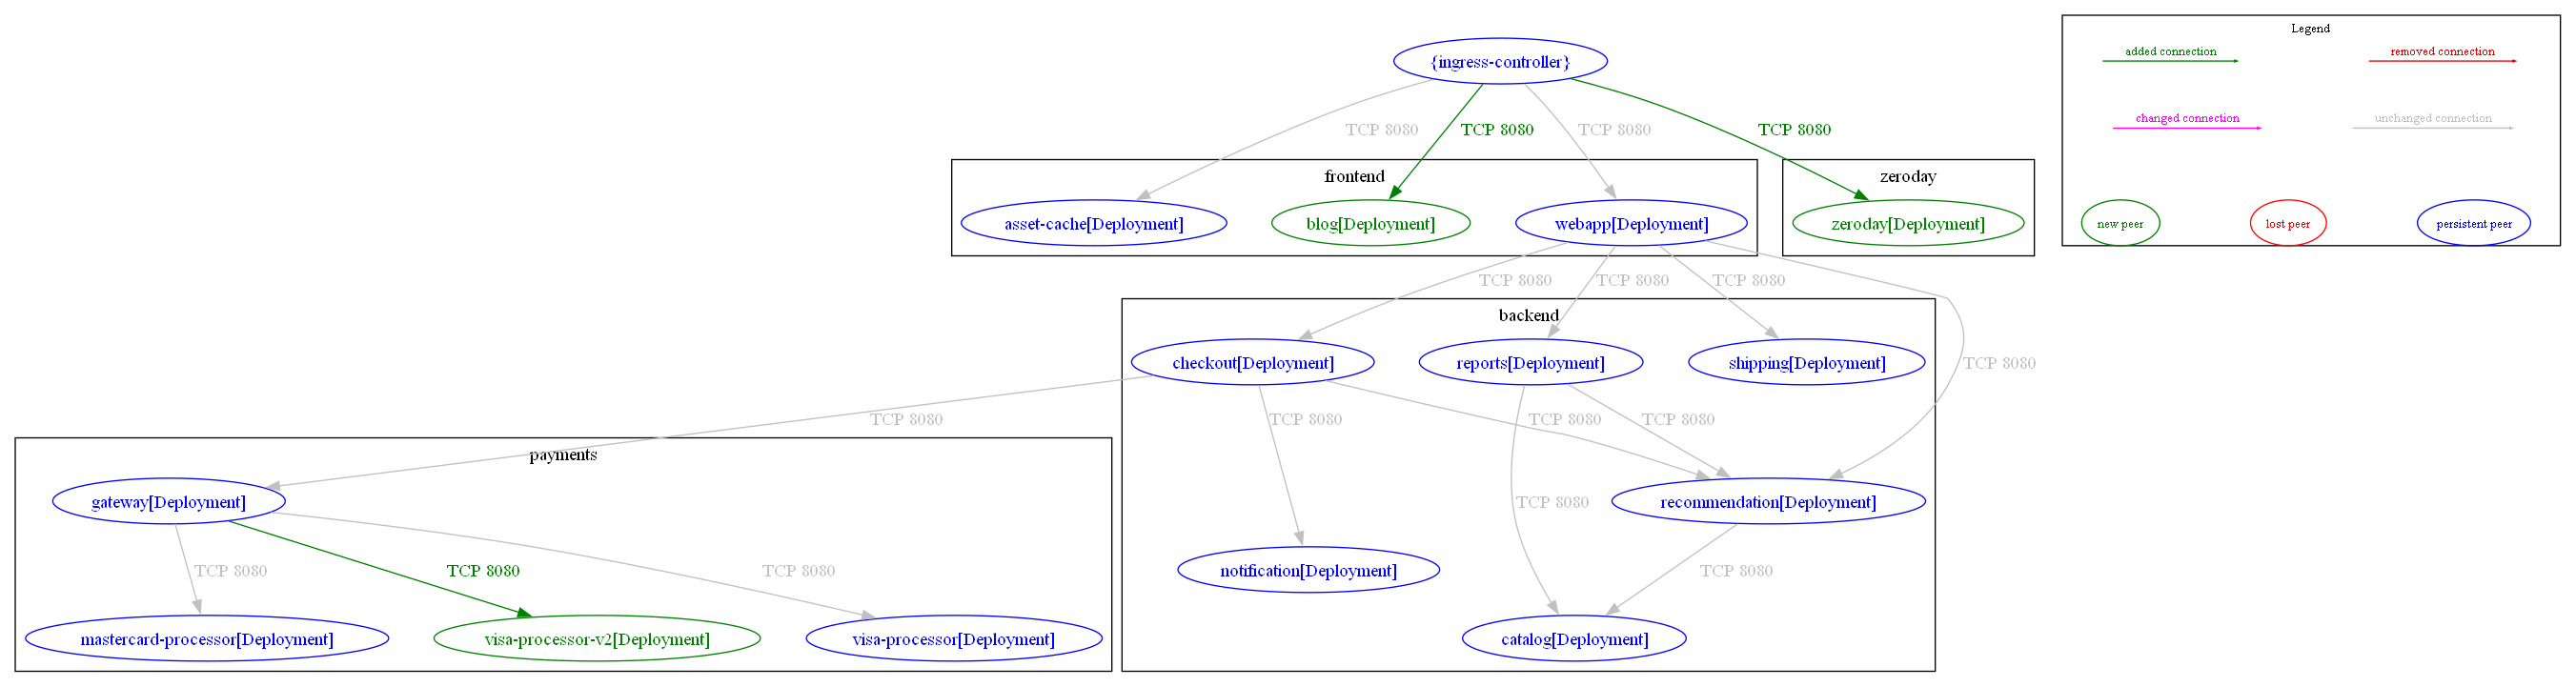 Legend
added connection
removed connection
changed connection
unchanged connection
new peer
lost peer
persistent peer
{ingress-controller}
TCP 8080
TCP 8080
TCP 8080
TCP 8080
frontend
zeroday
asset-cache[Deployment]
blog[Deployment]
webapp[Deployment]
zeroday[Deployment]
TCP 8080
TCP 8080
TCP 8080
backend
checkout[Deployment]
reports[Deployment]
shipping[Deployment]
TCP 8080
TCP 8080
TCP 8080
TCP 8080
TCP 8080
payments
gateway[Deployment]
TCP 8080
recommendation[Deployment]
TCP 8080
TCP 8080
TCP 8080
notification[Deployment]
TCP 8080
mastercard-processor[Deployment]
visa-processor-v2[Deployment]
visa-processor[Deployment]
catalog[Deployment]